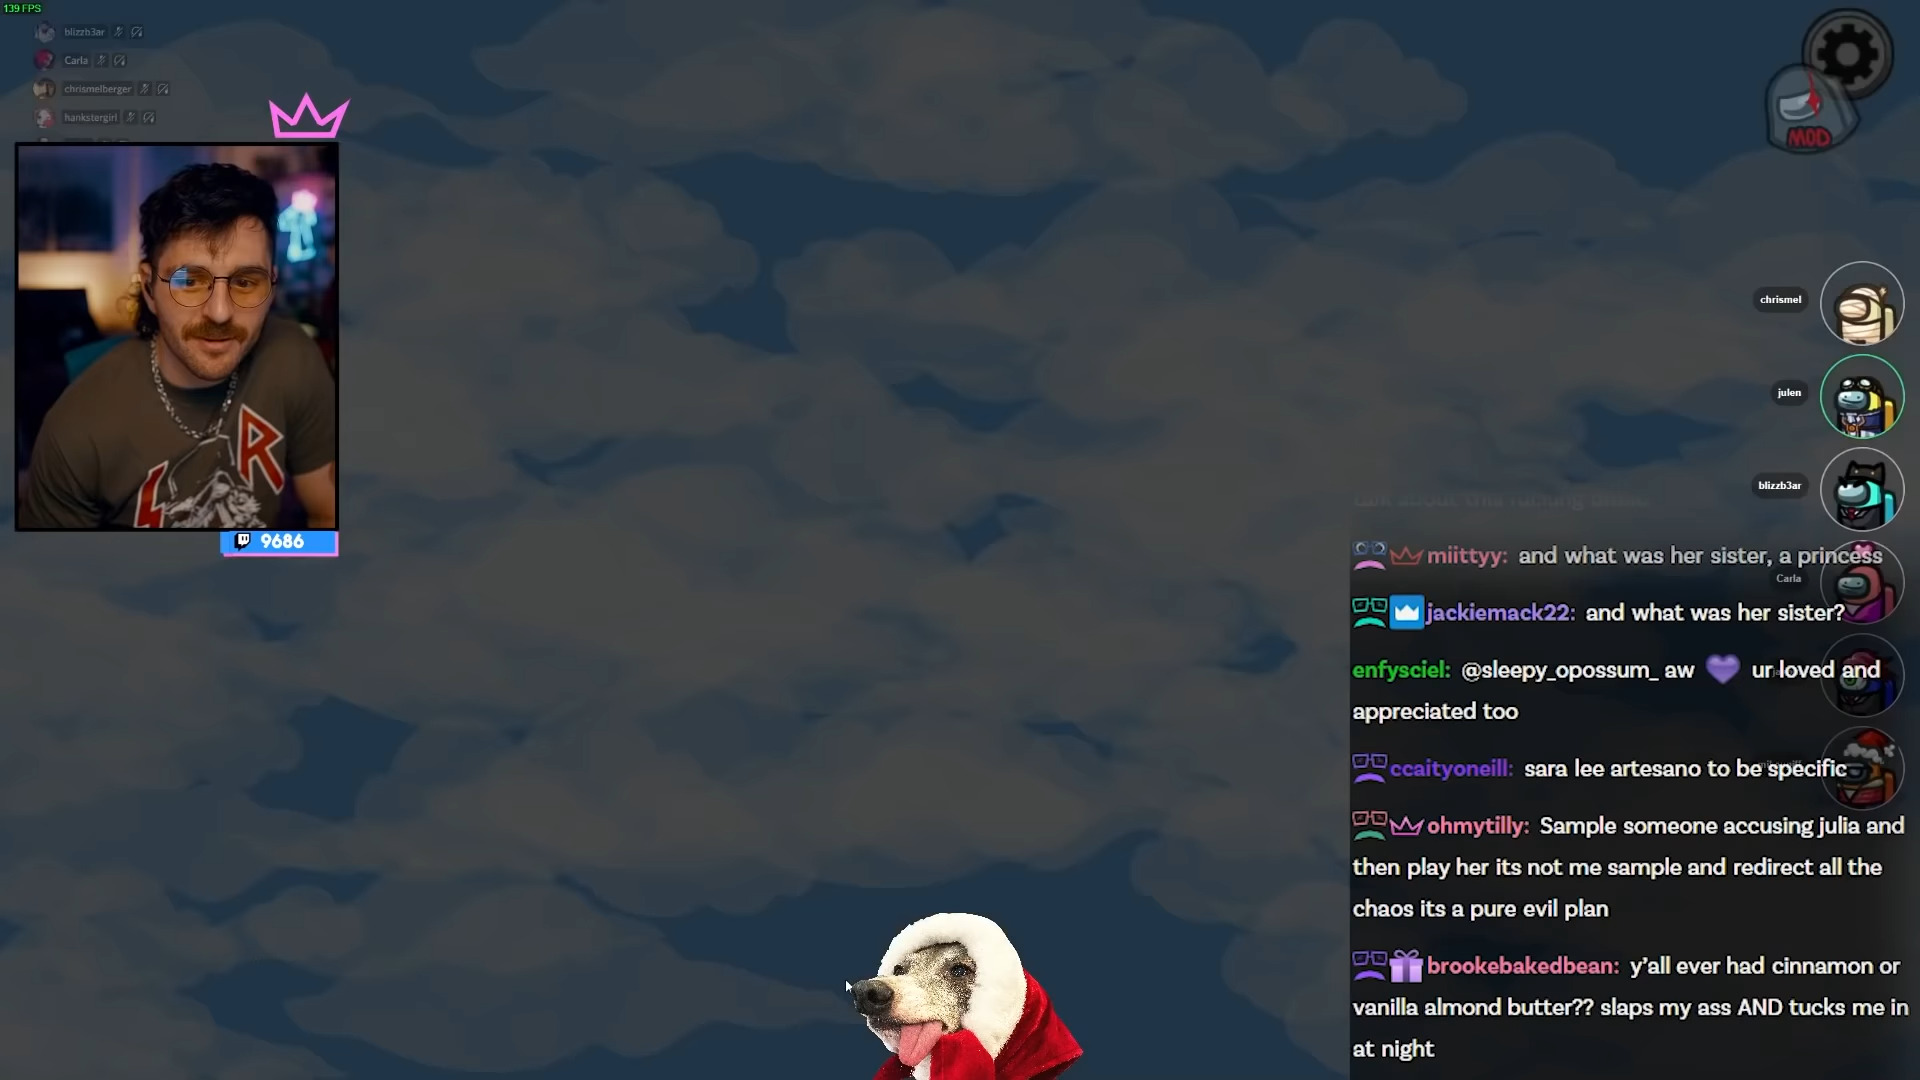 139 FPS
blizzb3ar
Carla
chrismelberger
hankstergirl
MOD
L R
9686
chrismel
julen
blizzb3ar
Carla
miittyy: and what was her sister, a princess
jackiemack22: and what was her sister?
enfysciel: @sleepy_opossum_ aw 💜 ur loved and
appreciated too
ccaityoneill: sara lee artesano to be specific
ohmytilly: Sample someone accusing julia and
then play her its not me sample and redirect all the
chaos its a pure evil plan
brookebakedbean: y'all ever had cinnamon or
vanilla almond butter?? slaps my ass AND tucks me in
at night